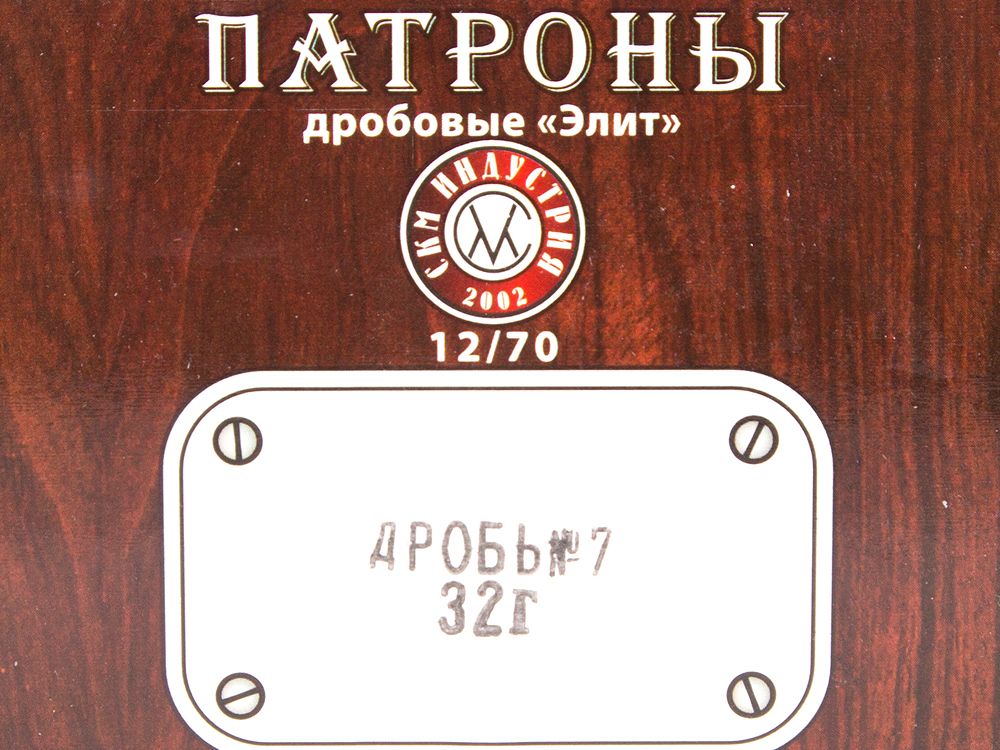 ПАТРОНЫ
дробовые «Элит»
СКМ ИНДУСТРИЯ
2002
12/70
ДРОБЬ№7
32Г